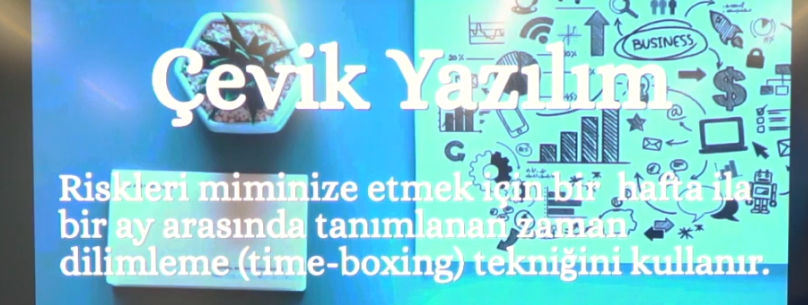 Çevik Yazılım
BUSINESS
Riskleri miminize etmek için bir hafta ila
bir ay arasında tanımlanan zaman
dilimleme (time-boxing) tekniğini kullanır.